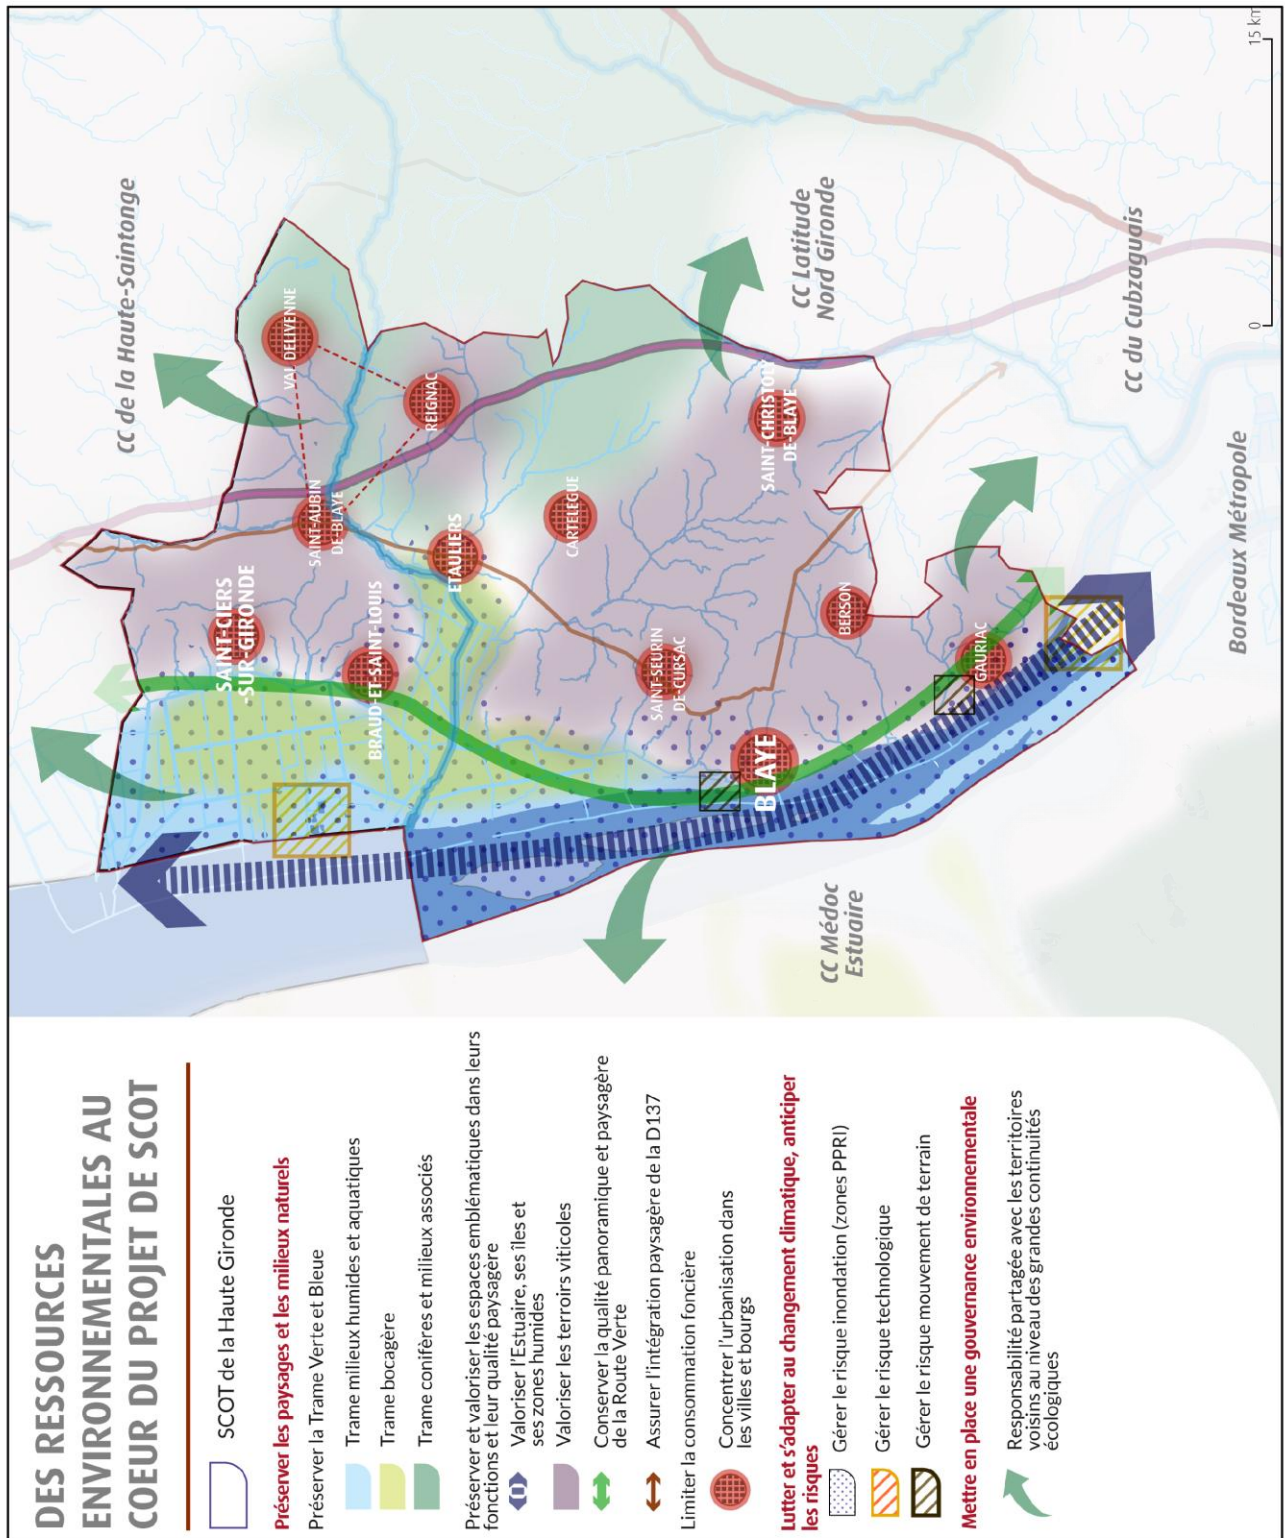 DES RESSOURCES
ENVIRONNEMENTALES AU
COEUR DU PROJET DE SCOT
SCOT de la Haute Gironde
Préserver les paysages et les milieux naturels
Préserver la Trame Verte et Bleue
Trame milieux humides et aquatiques
Trame bocagère
Trame conifères et milieux associés
Préserver et valoriser les espaces emblématiques dans leurs
fonctions et leur qualité paysagère
Valoriser l'Estuaire, ses îles et
ses zones humides
Valoriser les terroirs viticoles
Conserver la qualité panoramique et paysagère
de la Route Verte
Assurer l'intégration paysagère de la D137
Limiter la consommation foncière
Concentrer l'urbanisation dans
les villes et bourgs
Lutter et s'adapter au changement climatique, anticiper
les risques
Gérer le risque inondation (zones PPRI)
Gérer le risque technologique
Gérer le risque mouvement de terrain
Mettre en place une gouvernance environnementale
Responsabilité partagée avec les territoires
voisins au niveau des grandes continuités
écologiques
CC de la Haute-Saintonge
VAL DE LIVENNE
SAINT-CIERS
-SUR-GIRONDE
SAINT-AUBIN
DE-BLAYE
REIGNAC
BRAUD-ET-SAINT-LOUIS
ETAULIERS
CARTELEGUE
SAINT-SEURIN
DE-CURSAC
SAINT-CHRISTOLY
DE-BLAYE
BLAYE
BERSON
GAURIAC
CC Médoc
Estuaire
CC Latitude
Nord Gironde
CC du Cubzaguais
Bordeaux Métropole
0
15 km